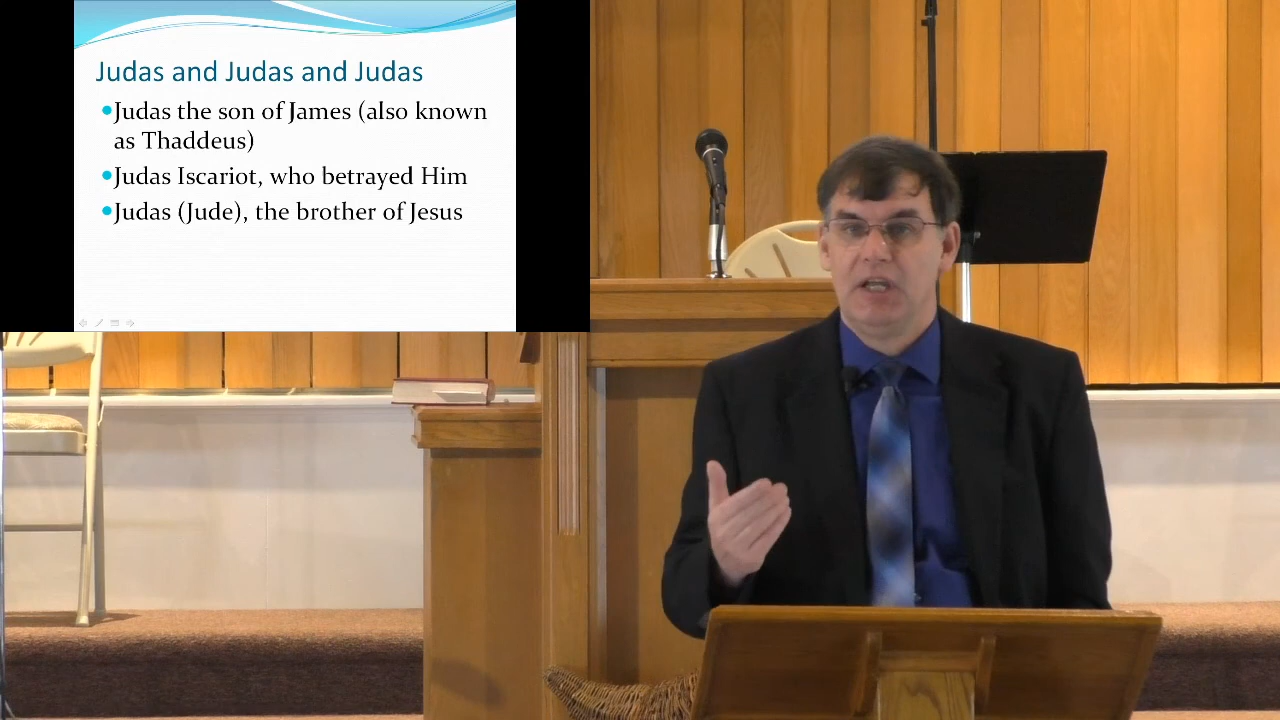 Judas and Judas and Judas
•Judas the son of James (also known
as Thaddeus)
•Judas Iscariot, who betrayed Him
•Judas (Jude), the brother of Jesus